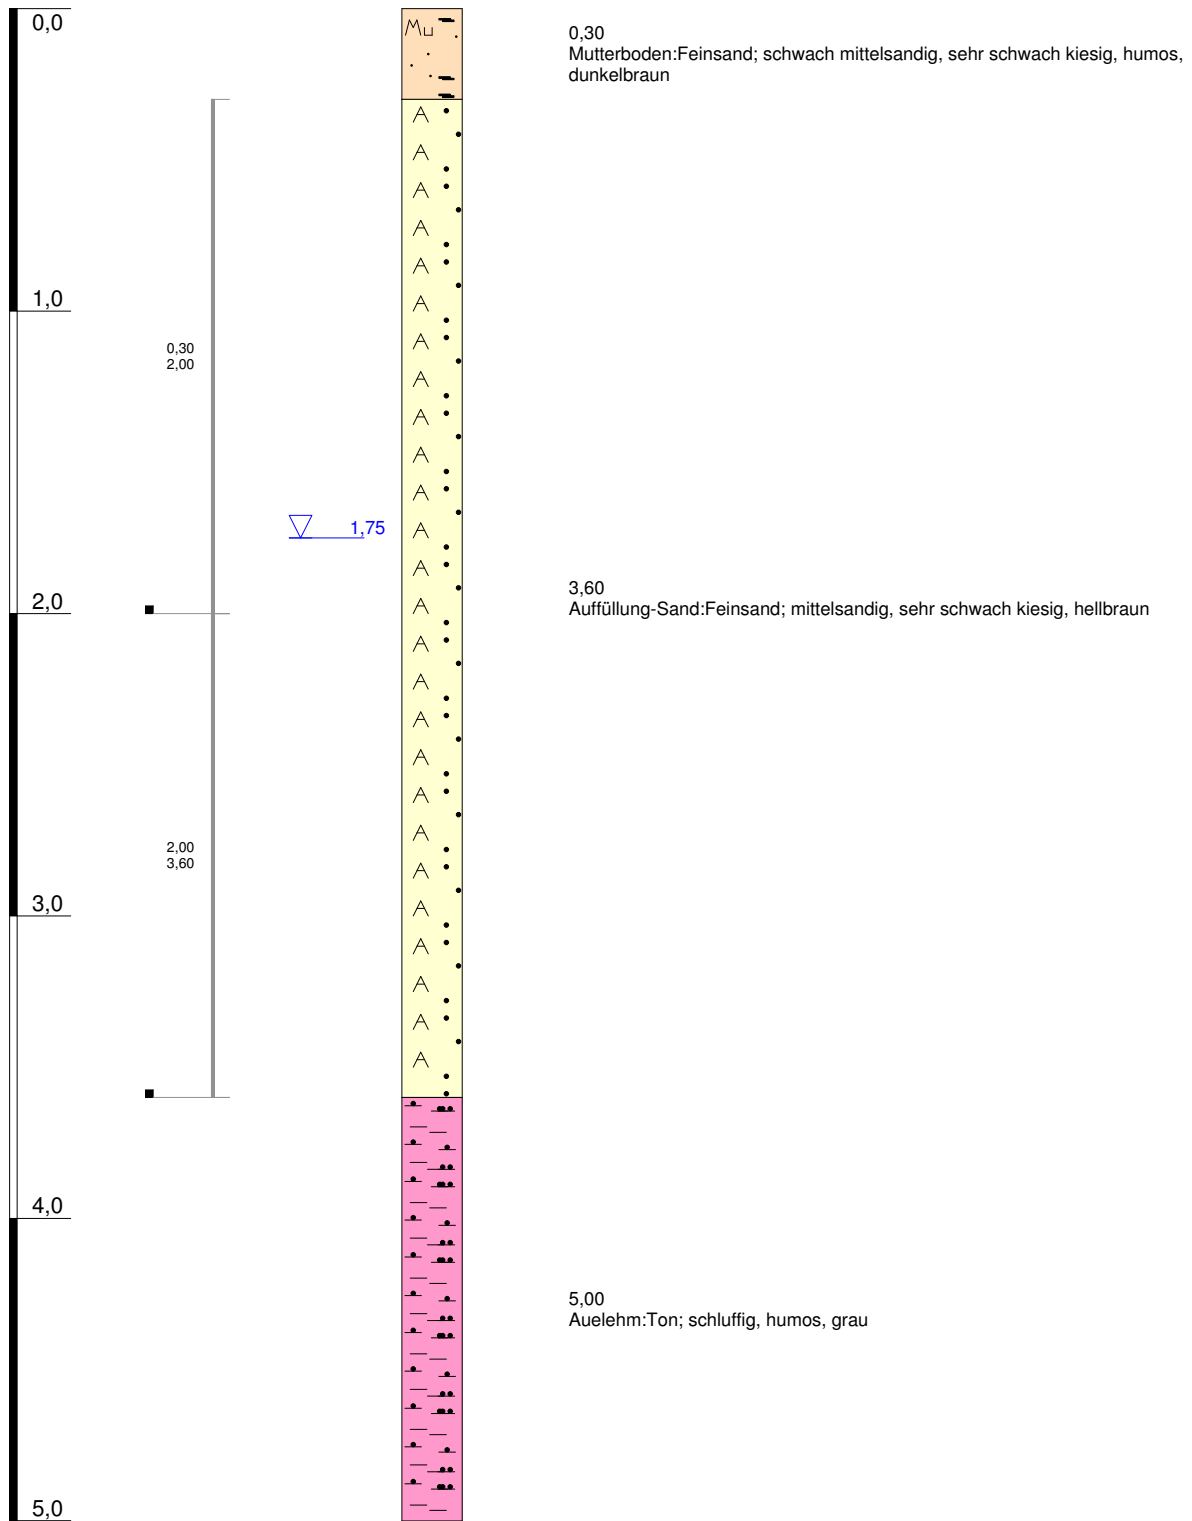 0,0
Mu
0,30
Mutterboden:Feinsand; schwach mittelsandig, sehr schwach kiesig, humos,
dunkelbraun
A
A
A
A
A
A
1,0
A
0,30
2,00
A
A
A
A
A
1,75
A
A
3,60
Auffüllung-Sand:Feinsand; mittelsandig, sehr schwach kiesig, hellbraun
2,0
A
A
A
A
A
A
A
2,00
3,60
A
A
3,0
A
A
A
A
4,0
5,00
Auelehm:Ton; schluffig, humos, grau
5,0